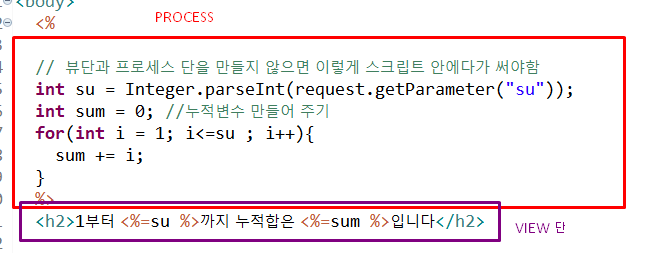 <body>
PROCESS
<%
// 뷰단과 프로세스 단을 만들지 않으면 이렇게 스크립트 안에다가 써야함
int su = Integer.parseInt(request.getParameter("su"));
int sum = 0; //누적변수 만들어 주기
for(int i = 1; i<=su ; i++){
sum += i;
}
%>
<h2>1부터 <%=su %>까지 누적합은 <%=sum %>입니다</h2>
VIEW 단